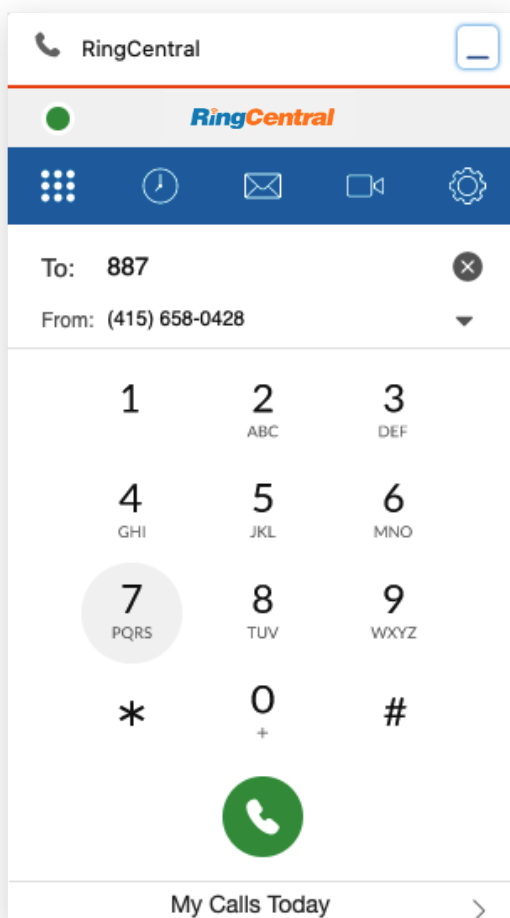 RingCentral
RingCentral
To: 887
From: (415) 658-0428
1 2 3
ABC DEF
4 5 6
GHI JKL MNO
7 8 9
PQRS TUV WXYZ
* 0 #
+
My Calls Today